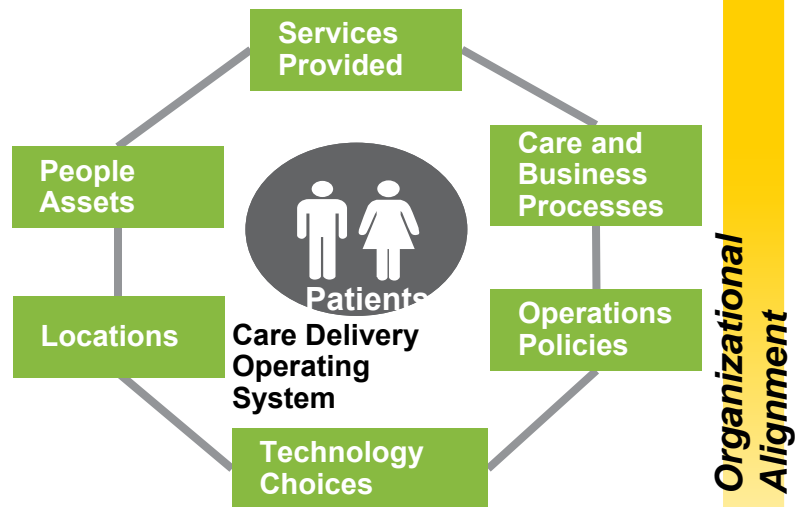 Services
Provided
People
Assets
Care and
Business
Processes
Patients
Locations
Care Delivery
Operating
System
Operations
Policies
Technology
Choices
Organizational
Alignment